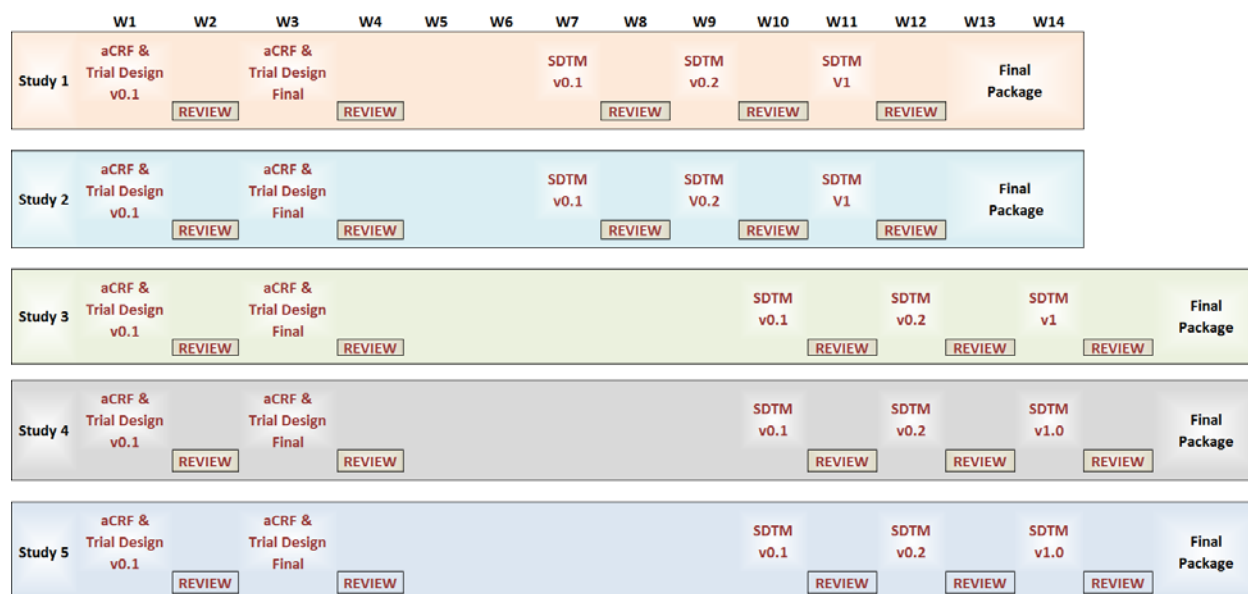 W1 W2 W3 W4 W5 W6 W7 W8 W9 W10 W11 W12 W13 W14
Study 1
aCRF &
Trial Design
v0.1
REVIEW
aCRF &
Trial Design
Final
REVIEW
SDTM
v0.1
REVIEW
SDTM
v0.2
REVIEW
SDTM
V1
REVIEW
Final
Package
Study 2
aCRF &
Trial Design
v0.1
REVIEW
aCRF &
Trial Design
Final
REVIEW
SDTM
v0.1
REVIEW
SDTM
V0.2
REVIEW
SDTM
V1
REVIEW
Final
Package
Study 3
aCRF &
Trial Design
v0.1
REVIEW
aCRF &
Trial Design
Final
REVIEW
SDTM
v0.1
REVIEW
SDTM
v0.2
REVIEW
SDTM
v1
REVIEW
Final
Package
Study 4
aCRF &
Trial Design
v0.1
REVIEW
aCRF &
Trial Design
Final
REVIEW
SDTM
v0.1
REVIEW
SDTM
v0.2
REVIEW
SDTM
v1.0
REVIEW
Final
Package
Study 5
aCRF &
Trial Design
v0.1
REVIEW
aCRF &
Trial Design
Final
REVIEW
SDTM
v0.1
REVIEW
SDTM
v0.2
REVIEW
SDTM
v1.0
REVIEW
Final
Package